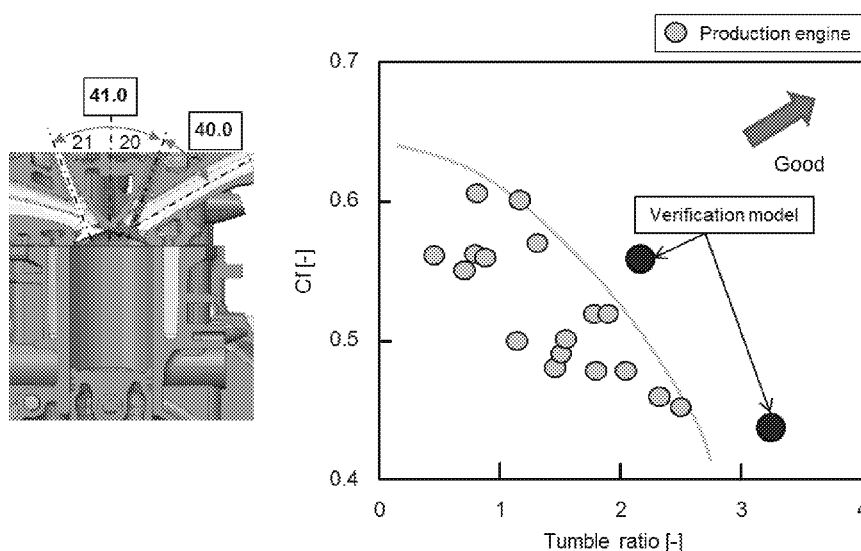 Production engine
41.0
21
20
40.0
Good
Verification model
Cf [-]
0.7
0.6
0.5
0.4
0
1
2
3
4
Tumble ratio [-]